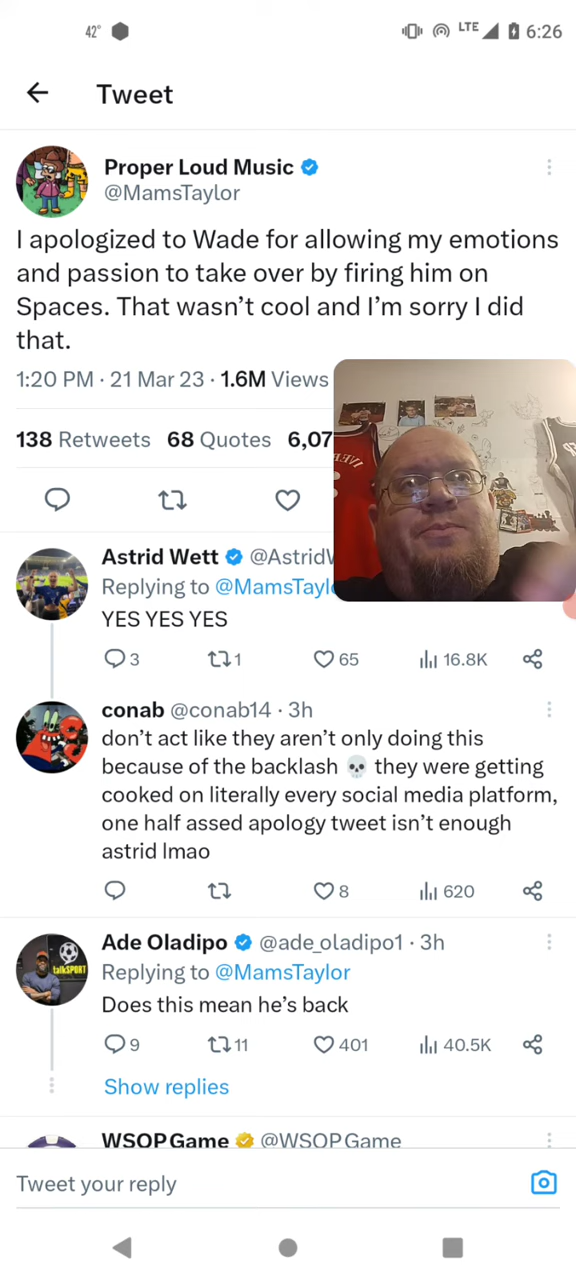 42°
LTE
6:26
Tweet
Proper Loud Music
@MamsTaylor
I apologized to Wade for allowing my emotions
and passion to take over by firing him on
Spaces. That wasn't cool and I'm sorry I did
that.
1:20 PM · 21 Mar 23 · 1.6M Views
138 Retweets 68 Quotes 6,07
Astrid Wett @Astrid
Replying to @MamsTayl
YES YES YES
3 1 65 16.8K
conab @conab14 · 3h
don't act like they aren't only doing this
because of the backlash 💀 they were getting
cooked on literally every social media platform,
one half assed apology tweet isn't enough
astrid lmao
8 620
talkSPORT
Ade Oladipo @ade_oladipo1 · 3h
Replying to @MamsTaylor
Does this mean he's back
9 11 401 40.5K
Show replies
WSOP Game @WSOPGame
Tweet your reply